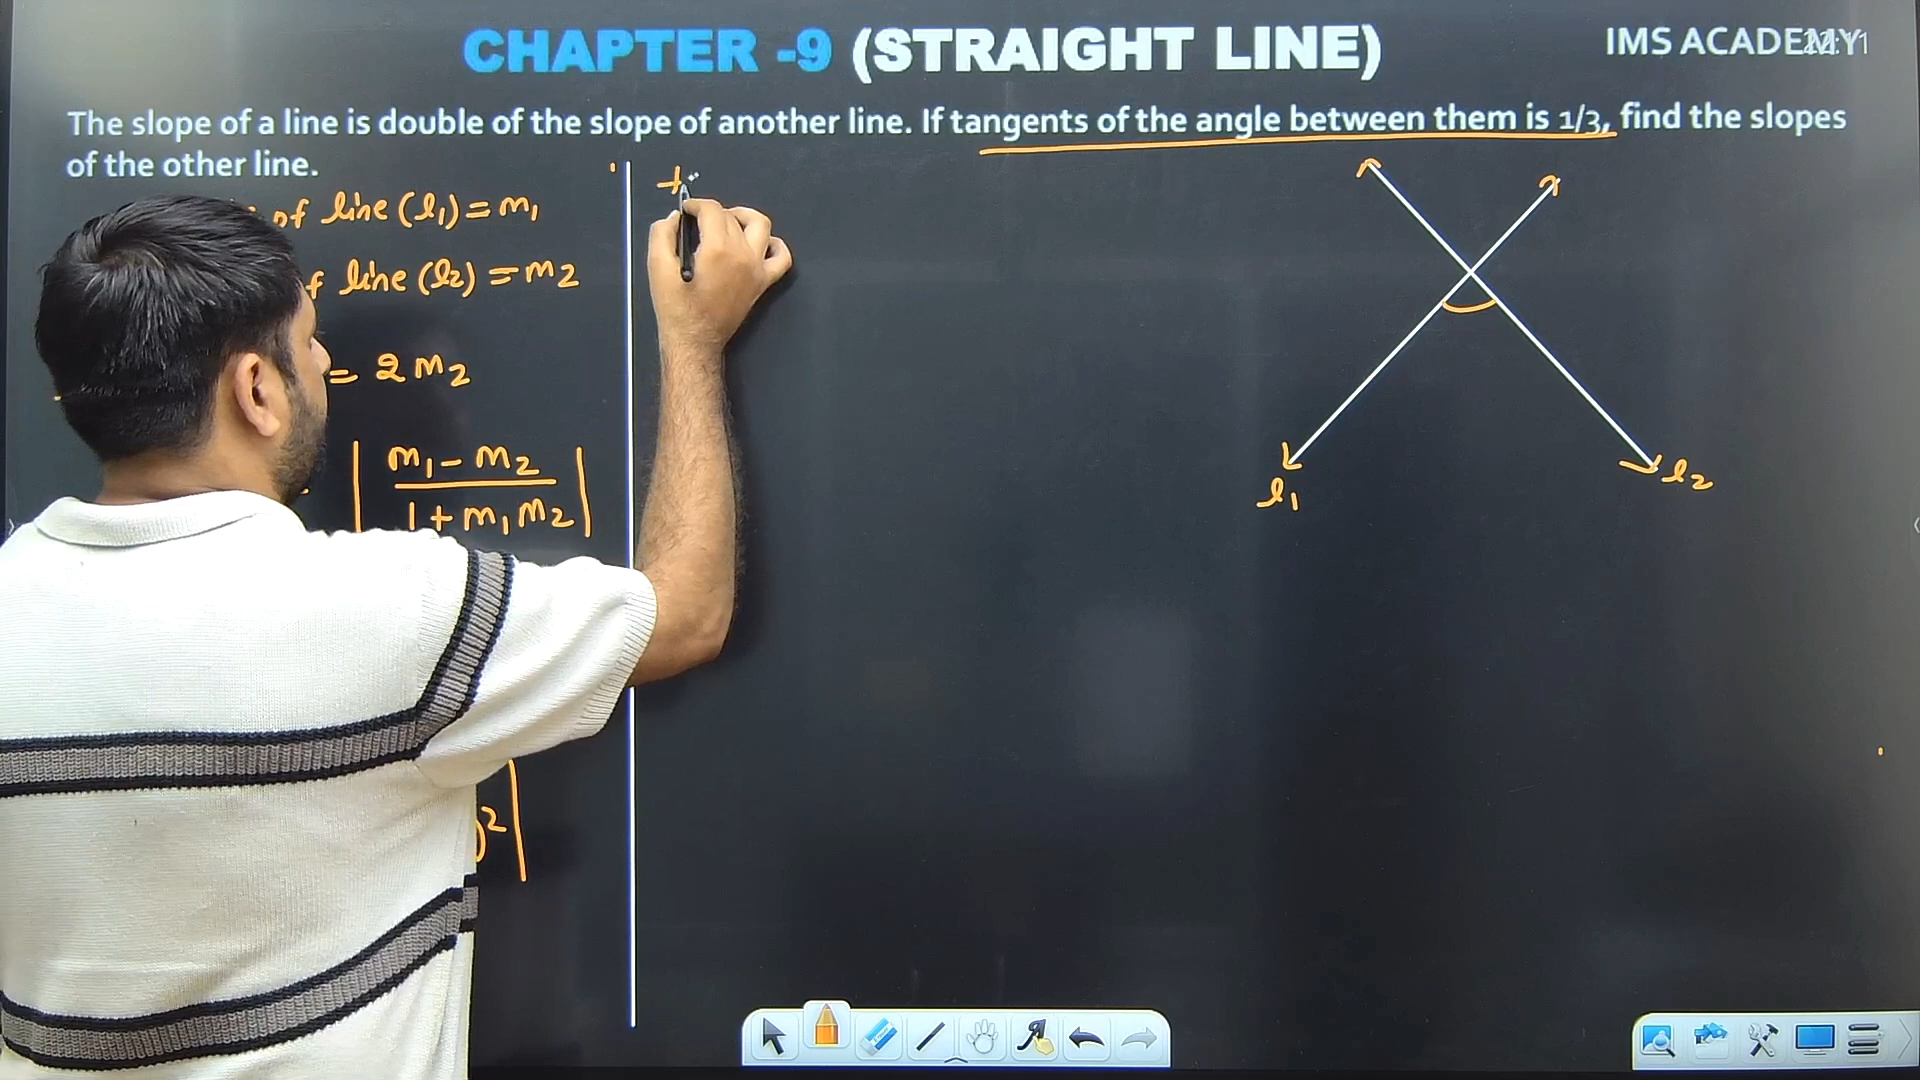 CHAPTER -9 (STRAIGHT LINE)
IMS ACADEMY
The slope of a line is double of the slope of another line. If tangents of the angle between them is 1/3, find the slopes
of the other line.
of line (l1) = m1
line (l2) = m2
= 2m2
| m1 - m2 / 1 + m1 m2 |
l1
l2